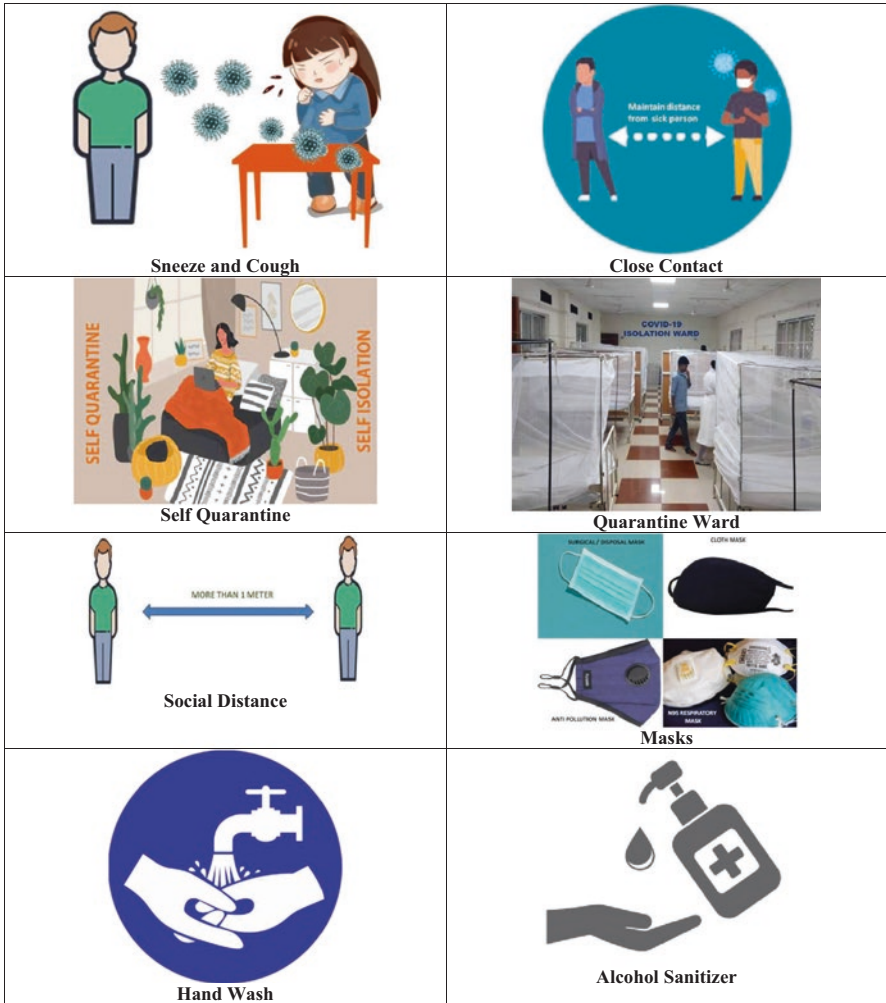 Sneeze and Cough
Maintain distance
from sick person
Close Contact
SELF QUARANTINE
SELF ISOLATION
Self Quarantine
COVID-19
ISOLATION WARD
Quarantine Ward
MORE THAN 1 METER
Social Distance
SURGICAL / DISPOSAL MASK
CLOTH MASK
ANTI POLLUTION MASK
N95 RESPIRATORY
MASK
Masks
Hand Wash
Alcohol Sanitizer